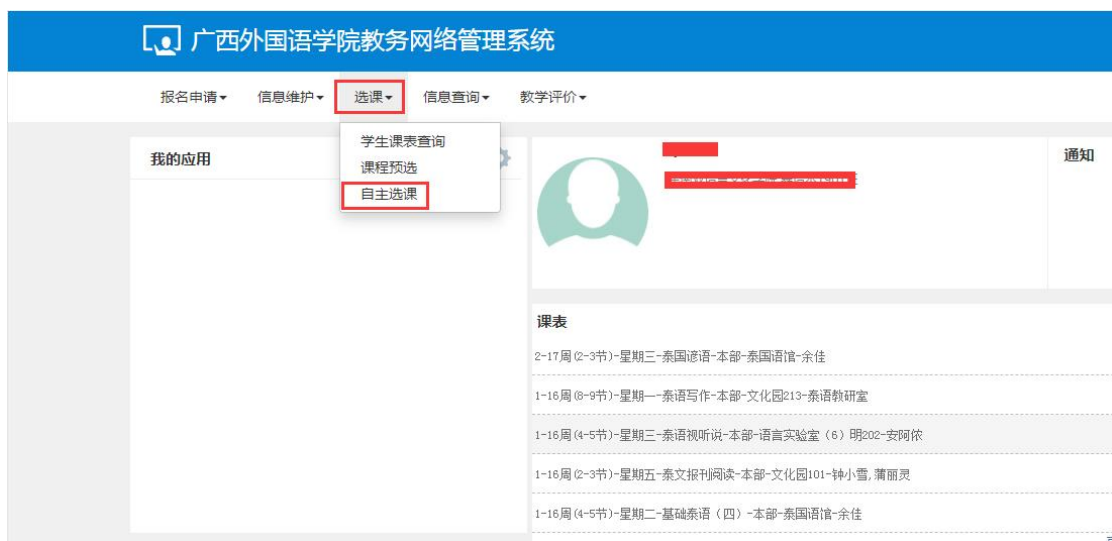 广西外国语学院教务网络管理系统
报名申请 信息维护 选课 信息查询 教学评价
学生课表查询
课程预选
自主选课
我的应用
通知
课表
2-17周(2-3节)-星期三-泰国谚语-本部-泰国语馆-余佳
1-16周(8-9节)-星期一-泰语写作-本部-文化园213-泰语教研室
1-16周(4-5节)-星期三-泰语视听说-本部-语言实验室（6）明202-安阿侬
1-16周(2-3节)-星期五-泰文报刊阅读-本部-文化园101-钟小雪,蒲丽灵
1-16周(4-5节)-星期二-基础泰语（四）-本部-泰国语馆-余佳